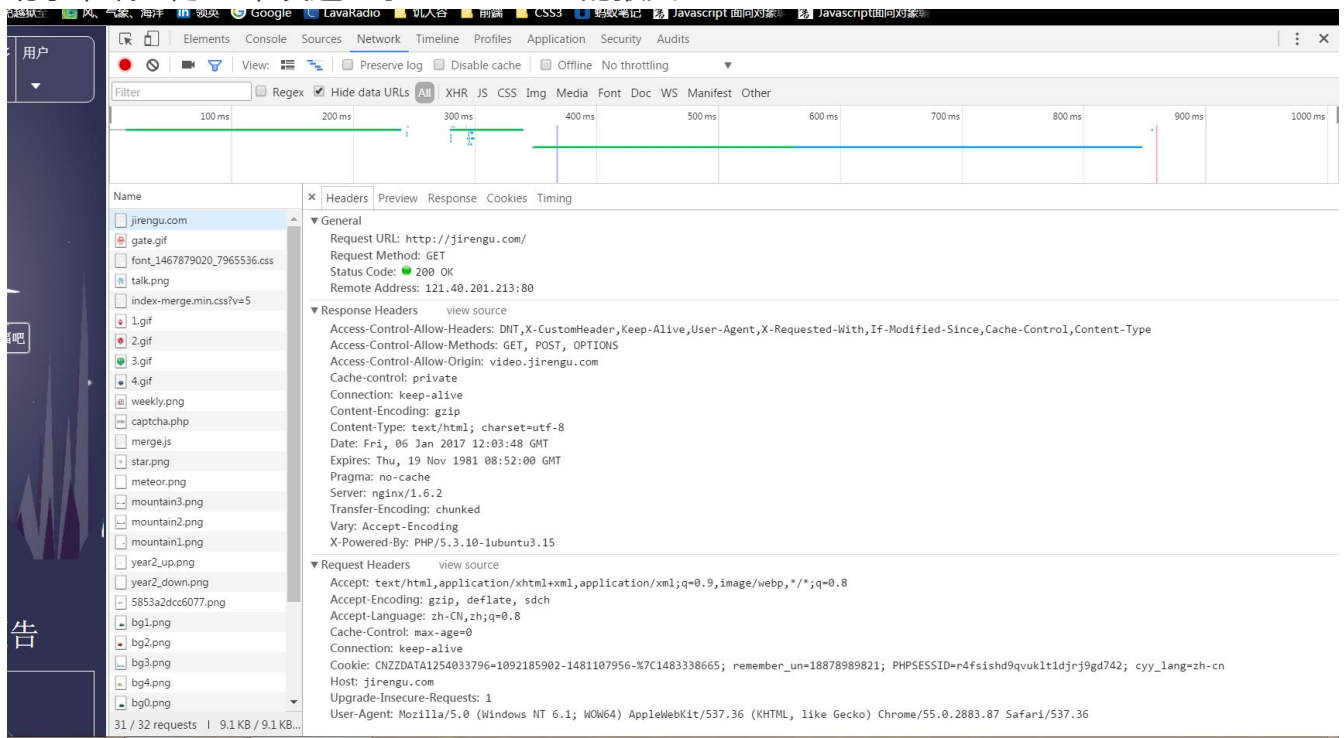 风、气象、海洋 领英 Google LavaRadio 饥人谷 前端 CSS3 蚂蚁笔记 Javascript 面向对象 Javascript面向对象
用户
Elements Console Sources Network Timeline Profiles Application Security Audits
View: Preserve log Disable cache Offline No throttling
Filter Regex Hide data URLs All XHR JS CSS Img Media Font Doc WS Manifest Other
100 ms 200 ms 300 ms 400 ms 500 ms 600 ms 700 ms 800 ms 900 ms 1000 ms
Name
jirengu.com
gate.gif
font_1467879020_7965536.css
talk.png
index-merge.min.css?v=5
1.gif
2.gif
3.gif
4.gif
weekly.png
captcha.php
merge.js
star.png
meteor.png
mountain3.png
mountain2.png
mountain1.png
year2_up.png
year2_down.png
5853a2dcc6077.png
bg1.png
bg2.png
bg3.png
bg4.png
bg0.png
31 / 32 requests | 9.1 KB / 9.1 KB...
× Headers Preview Response Cookies Timing
General
Request URL: http://jirengu.com/
Request Method: GET
Status Code: 200 OK
Remote Address: 121.40.201.213:80
Response Headers view source
Access-Control-Allow-Headers: DNT,X-CustomHeader,Keep-Alive,User-Agent,X-Requested-With,If-Modified-Since,Cache-Control,Content-Type
Access-Control-Allow-Methods: GET, POST, OPTIONS
Access-Control-Allow-Origin: video.jirengu.com
Cache-control: private
Connection: keep-alive
Content-Encoding: gzip
Content-Type: text/html; charset=utf-8
Date: Fri, 06 Jan 2017 12:03:48 GMT
Expires: Thu, 19 Nov 1981 08:52:00 GMT
Pragma: no-cache
Server: nginx/1.6.2
Transfer-Encoding: chunked
Vary: Accept-Encoding
X-Powered-By: PHP/5.3.10-1ubuntu3.15
Request Headers view source
Accept: text/html,application/xhtml+xml,application/xml;q=0.9,image/webp,*/*;q=0.8
Accept-Encoding: gzip, deflate, sdch
Accept-Language: zh-CN,zh;q=0.8
Cache-Control: max-age=0
Connection: keep-alive
Cookie: CNZZDATA1254033796=1092185902-1481107956-%7C1483338665; remember_un=18878989821; PHPSESSID=r4fsishd9qvuklt1djrj9gd742; cyy_lang=zh-cn
Host: jirengu.com
Upgrade-Insecure-Requests: 1
User-Agent: Mozilla/5.0 (Windows NT 6.1; WOW64) AppleWebKit/537.36 (KHTML, like Gecko) Chrome/55.0.2883.87 Safari/537.36
吧
告